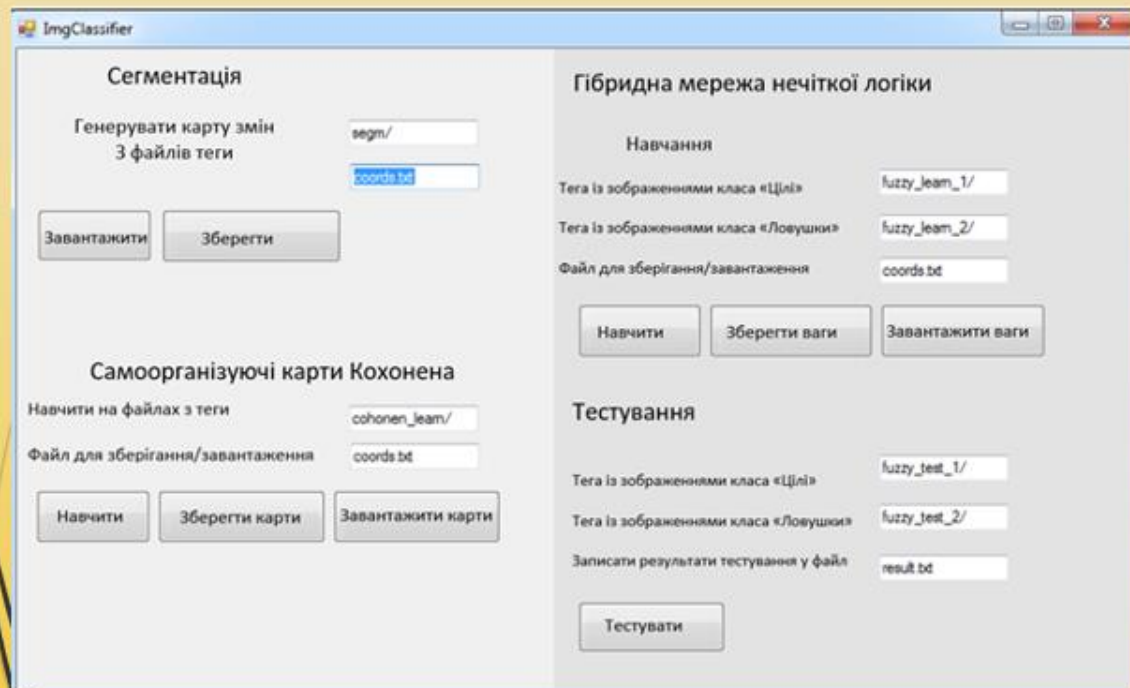 ImgClassifier
Сегментація
Генерувати карту змін
З файлів теги
segm/
coords.txt
Завантажити
Зберегти
Самоорганізуючі карти Кохонена
Навчити на файлах з теги
cohonen_learn/
Файл для зберігання/завантаження
coords.txt
Навчити
Зберегти карти
Завантажити карти
Гібридна мережа нечіткої логіки
Навчання
Тега із зображеннями класа «Цілі»
fuzzy_learn_1/
Тега із зображеннями класа «Ловушки»
fuzzy_learn_2/
Файл для зберігання/завантаження
coords.txt
Навчити
Зберегти ваги
Завантажити ваги
Тестування
Тега із зображеннями класа «Цілі»
fuzzy_test_1/
Тега із зображеннями класа «Ловушки»
fuzzy_test_2/
Записати результати тестування у файл
result.txt
Тестувати